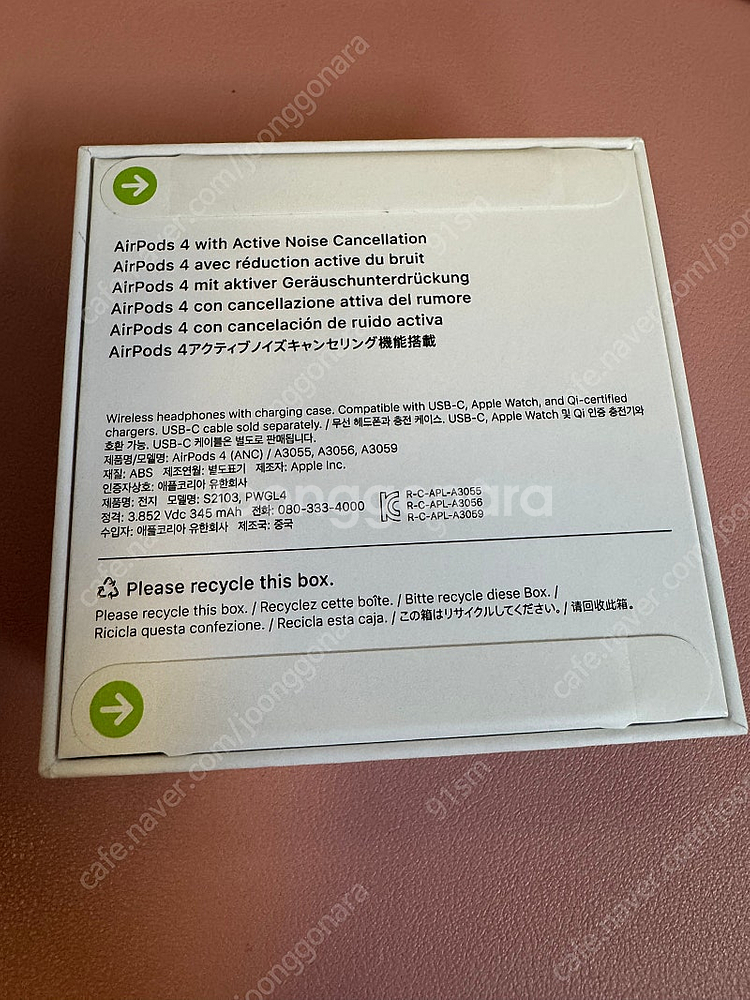 AirPods 4 with Active Noise Cancellation
AirPods 4 avec réduction active du bruit
AirPods 4 mit aktiver Geräuschunterdrückung
AirPods 4 con cancellazione attiva del rumore
AirPods 4 con cancelación de ruido activa
AirPods 4アクティブノイズキャンセリング機能搭載
Wireless headphones with charging case. Compatible with USB-C, Apple Watch, and Qi-certified
chargers. USB-C cable sold separately. / 무선 헤드폰과 충전 케이스. USB-C, Apple Watch 및 Qi 인증 충전기와
호환 가능. USB-C 케이블은 별도로 판매됩니다.
제품명/모델명: AirPods 4 (ANC) / A3055, A3056, A3059
재질: ABS 제조연월: 별도표기 제조자: Apple Inc.
인증자상호: 애플코리아 유한회사
제품명: 전지 모델명: S2103, PWGL4
정격: 3.852 Vdc 345 mAh 전화: 080-333-4000
수입자: 애플코리아 유한회사 제조국: 중국
R-C-APL-A3055
R-C-APL-A3056
R-C-APL-A3059
Please recycle this box.
Please recycle this box. / Recyclez cette boîte. / Bitte recycle diese Box. /
Ricicla questa confezione. / Recicla esta caja. / この箱はリサイクルしてください。/ 请回收此箱。
joonggonara
cafe.naver.com/joonggonara
91sm
cafe.naver.com/joonggonara
91sm
cafe.naver.com/joonggonara